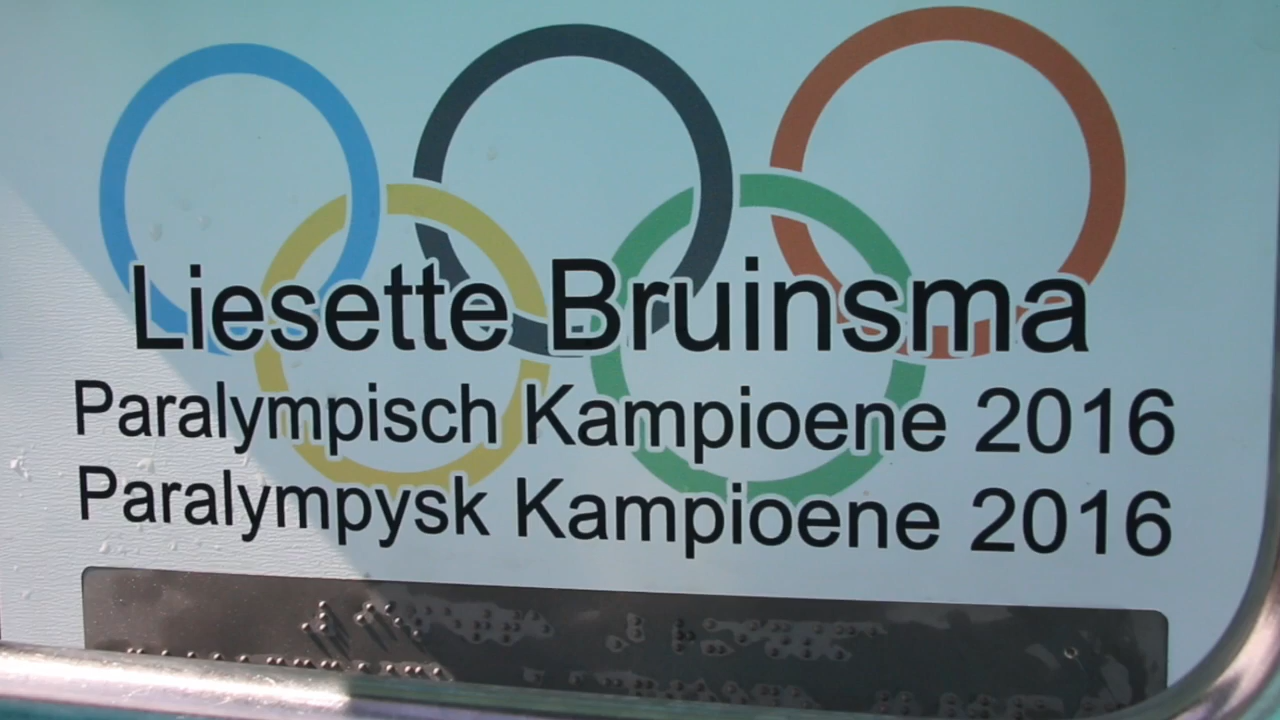 Liesette Bruinsma
Paralympisch Kampioene 2016
Paralympysk Kampioene 2016